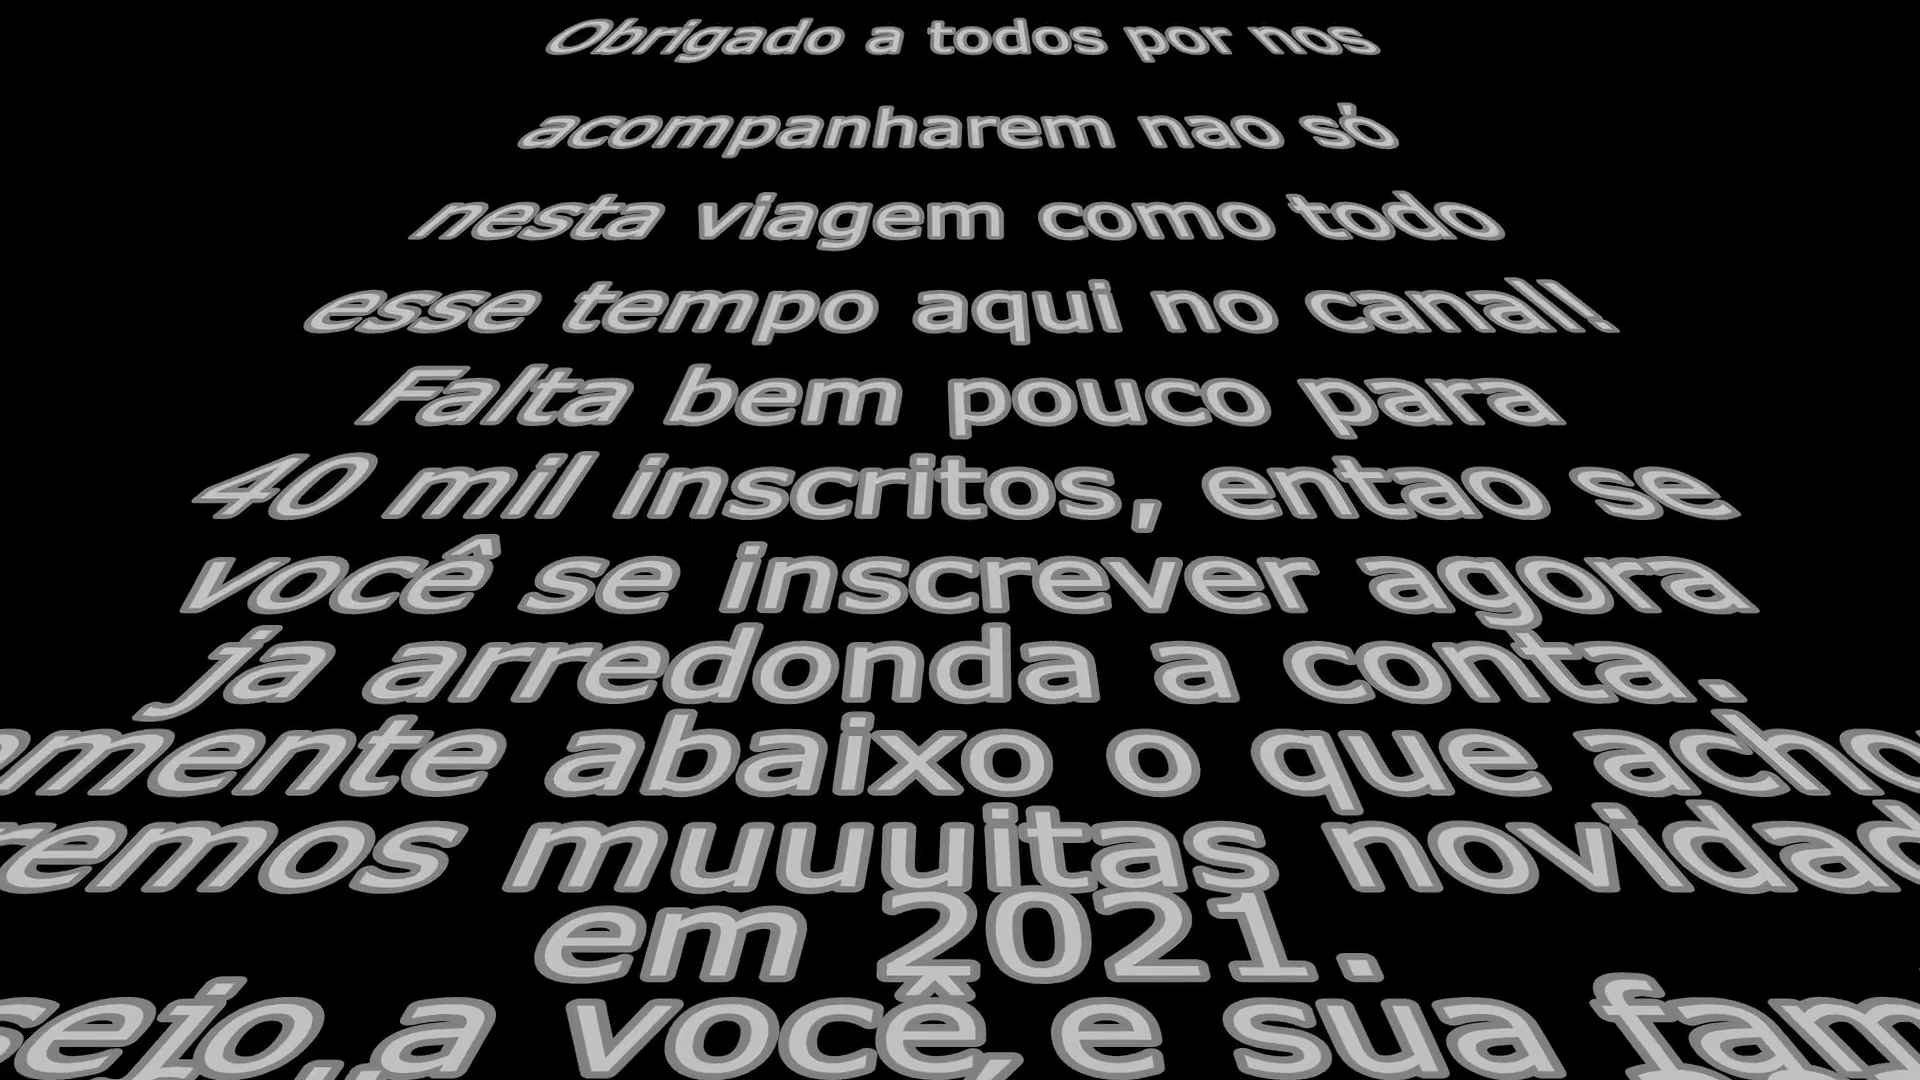 Obrigado a todos por nos
acompanharem nao só
nesta viagem como todo
esse tempo aqui no canal!
Falta bem pouco para
40 mil inscritos, entao se
você se inscrever agora
ja arredonda a conta.
abaixo o que
muuuitas
em 2021.
a você e sua